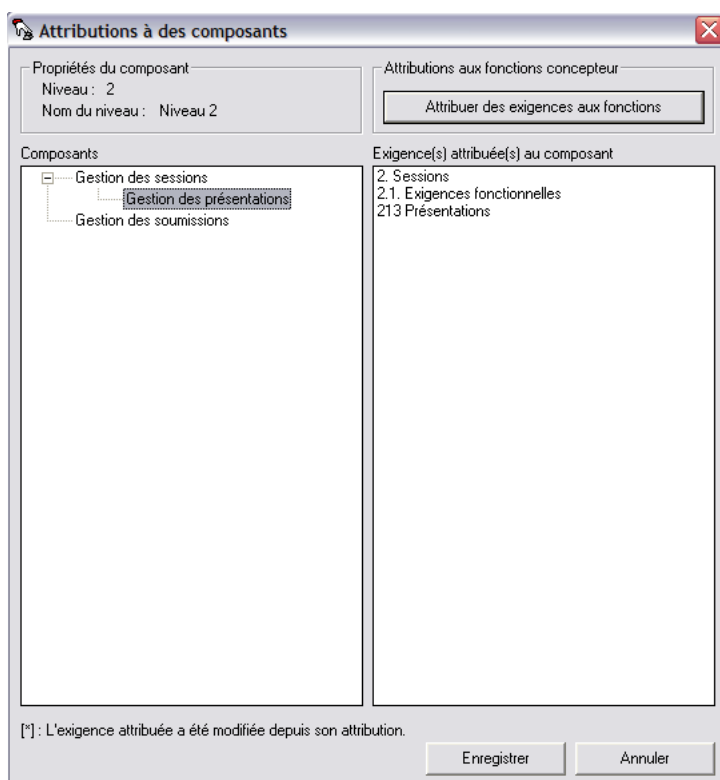 Attributions à des composants
Propriétés du composant
Niveau : 2
Nom du niveau : Niveau 2
Attributions aux fonctions concepteur
Attribuer des exigences aux fonctions
Composants
Gestion des sessions
Gestion des présentations
Gestion des soumissions
Exigence(s) attribuée(s) au composant
2. Sessions
2.1. Exigences fonctionnelles
213 Présentations
[*] : L'exigence attribuée a été modifiée depuis son attribution.
Enregistrer
Annuler